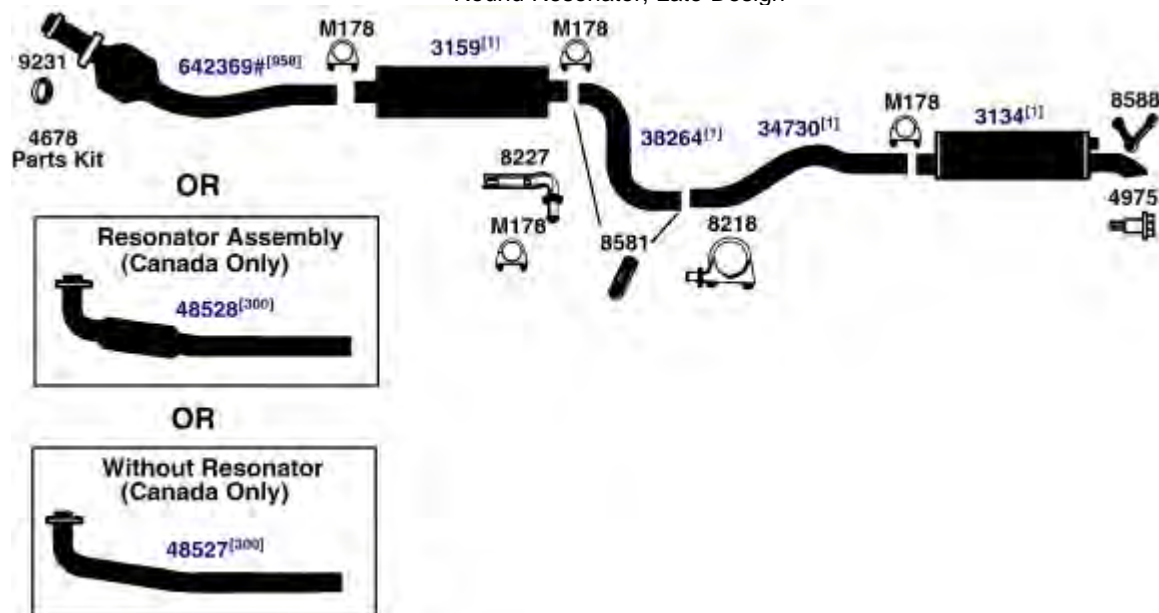 Round Resonator, Late Design
M178
M178
9231
642369#[958]
3159[1]
M178
8588
3134[1]
38264[1]
34730[1]
4678
Parts Kit
8227
M178
8581
8218
4975
OR
Resonator Assembly
(Canada Only)
48528[300]
OR
Without Resonator
(Canada Only)
48527[300]